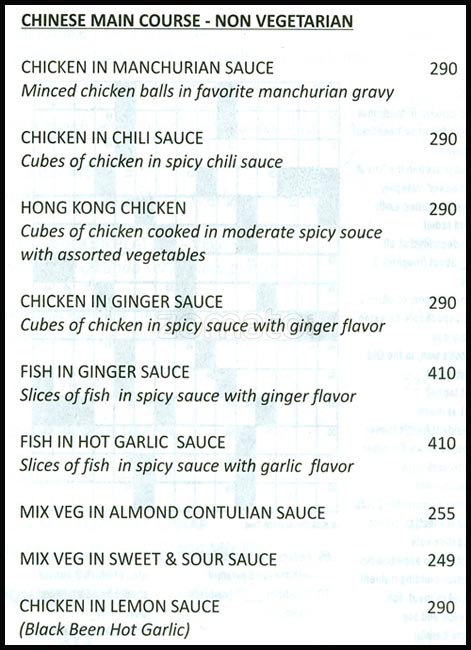 CHINESE MAIN COURSE - NON VEGETARIAN
CHICKEN IN MANCHURIAN SAUCE 290
Minced chicken balls in favorite manchurian gravy
CHICKEN IN CHILI SAUCE 290
Cubes of chicken in spicy chili sauce
HONG KONG CHICKEN 290
Cubes of chicken cooked in moderate spicy souce
with assorted vegetables
CHICKEN IN GINGER SAUCE 290
Cubes of chicken in spicy sauce with ginger flavor
zomato
FISH IN GINGER SAUCE 410
Slices of fish in spicy sauce with ginger flavor
FISH IN HOT GARLIC SAUCE 410
Slices of fish in spicy sauce with garlic flavor
MIX VEG IN ALMOND CONTULIAN SAUCE 255
MIX VEG IN SWEET & SOUR SAUCE 249
CHICKEN IN LEMON SAUCE 290
(Black Been Hot Garlic)